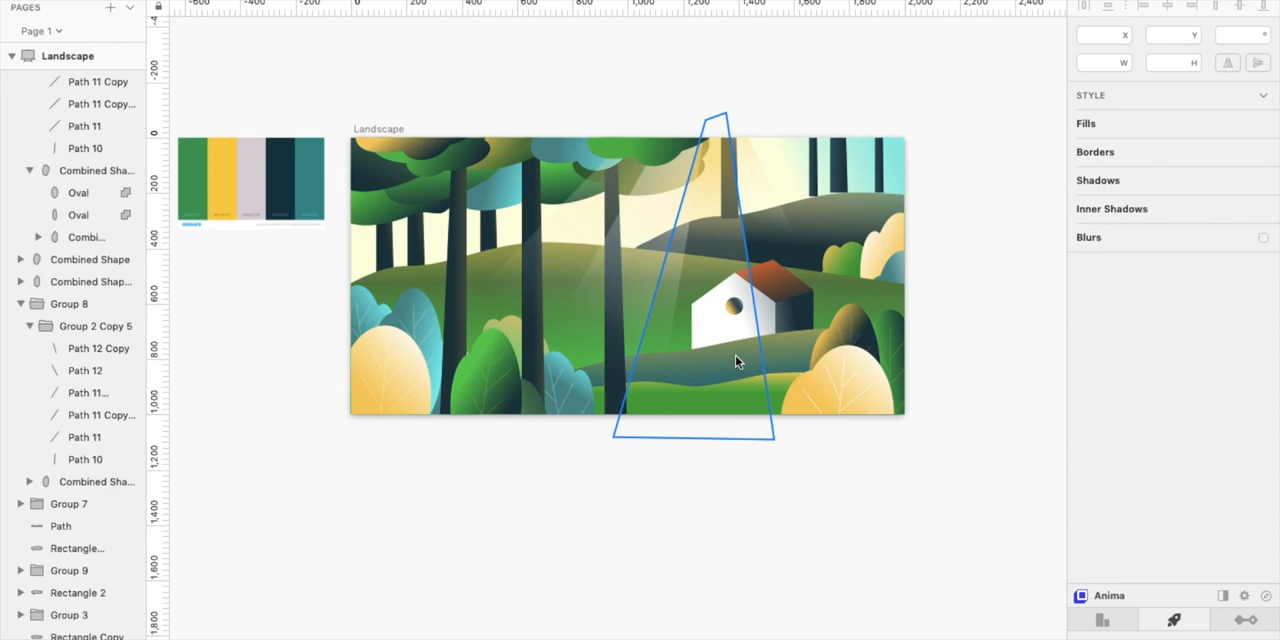 PAGES
Page 1
Landscape
Path 11 Copy
Path 11 Copy...
Path 11
Path 10
Combined Sha...
Oval
Oval
Combi...
Combined Shape
Combined Shap...
Group 8
Group 2 Copy 5
Path 12 Copy
Path 12
Path 11...
Path 11 Copy...
Path 11
Path 10
Combined Sha...
Group 7
Path
Rectangle...
Group 9
Rectangle 2
Group 3
Rectangle Copy
-600 -400 -200 0 200 400 600 800 1,000 1,200 1,400 1,600 1,800 2,000 2,200 2,400
-200
0
200
400
600
800
1,000
1,200
1,400
1,600
1,800
Landscape
X Y °
W H
STYLE
Fills
Borders
Shadows
Inner Shadows
Blurs
Anima